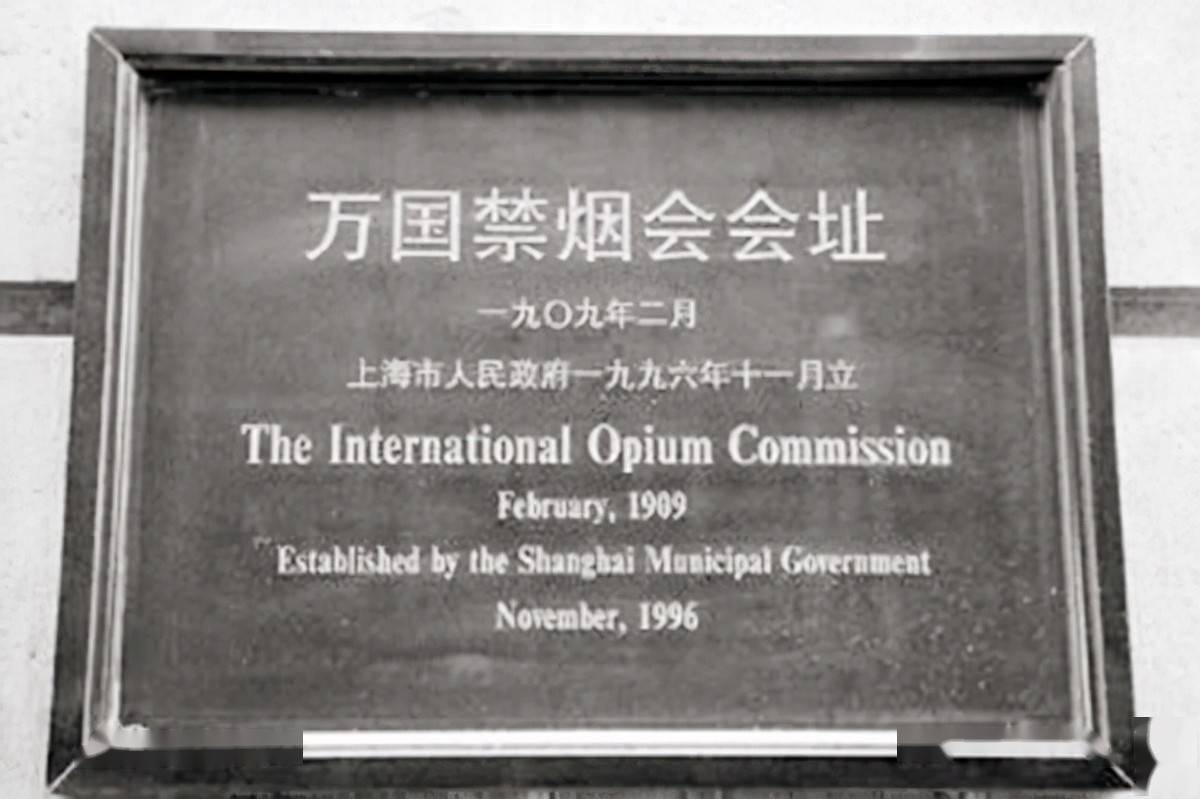 万国禁烟会会址
一九〇九年二月
上海市人民政府一九九六年十一月立
The International Opium Commission
February, 1909
Established by the Shanghai Municipal Government
November, 1996